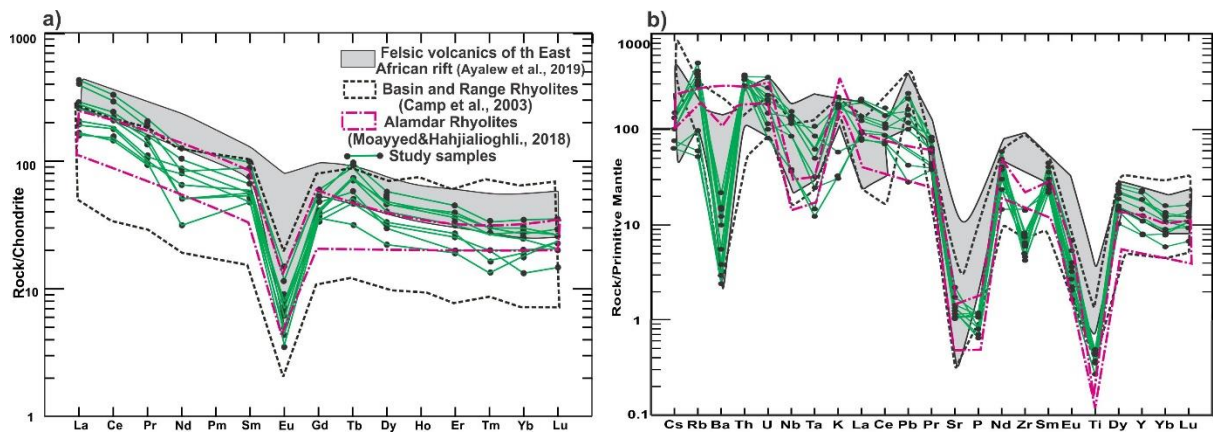 a)
Rock/Chondrite
1000
100
10
1
La Ce Pr Nd Pm Sm Eu Gd Tb Dy Ho Er Tm Yb Lu
Felsic volcanics of th East
African rift (Ayalew et al., 2019)
Basin and Range Rhyolites
(Camp et al., 2003)
Alamdar Rhyolites
(Moayyed&Hahjialioghli., 2018)
Study samples
b)
Rock/Primitive Mantle
1000
100
10
1
0.1
Cs Rb Ba Th U Nb Ta K La Ce Pb Pr Sr P Nd Zr Sm Eu Ti Dy Y Yb Lu